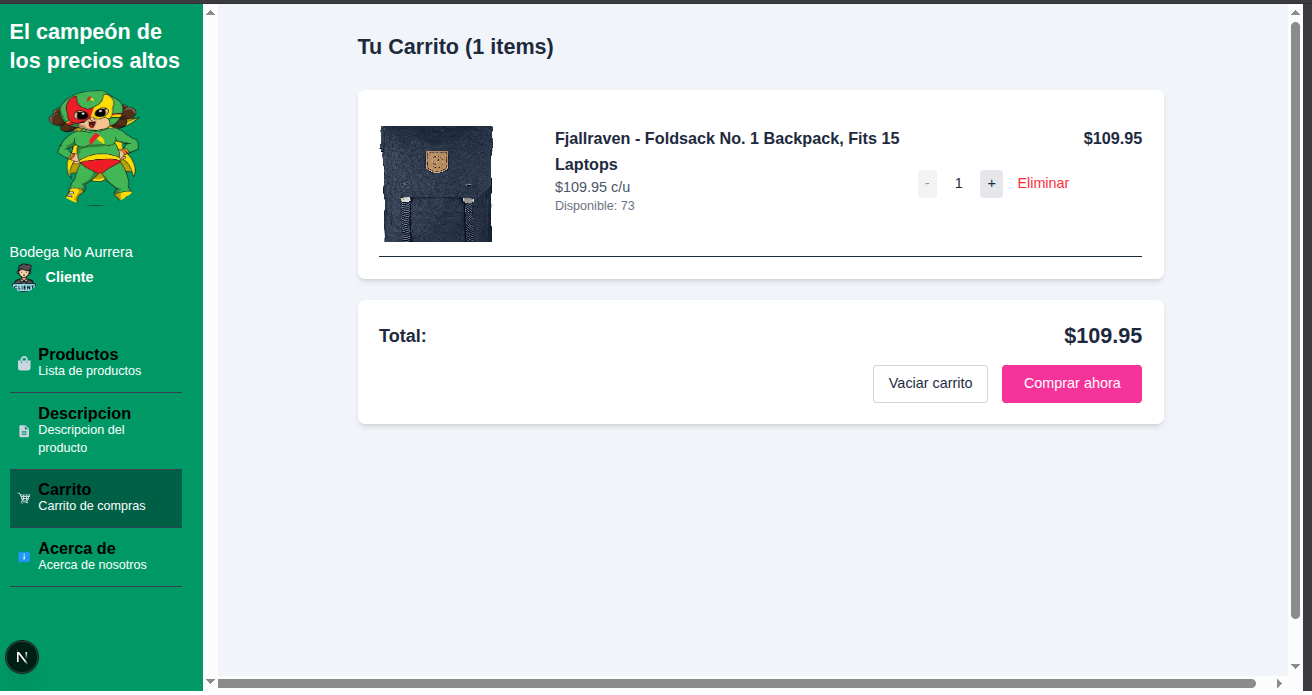 El campeón de
los precios altos
Bodega No Aurrera
Cliente
Productos
Lista de productos
Descripcion
Descripcion del
producto
Carrito
Carrito de compras
Acerca de
Acerca de nosotros
N
Tu Carrito (1 items)
Fjallraven - Foldsack No. 1 Backpack, Fits 15
Laptops
$109.95 c/u
Disponible: 73
- 1 + Eliminar
$109.95
Total: $109.95
Vaciar carrito Comprar ahora